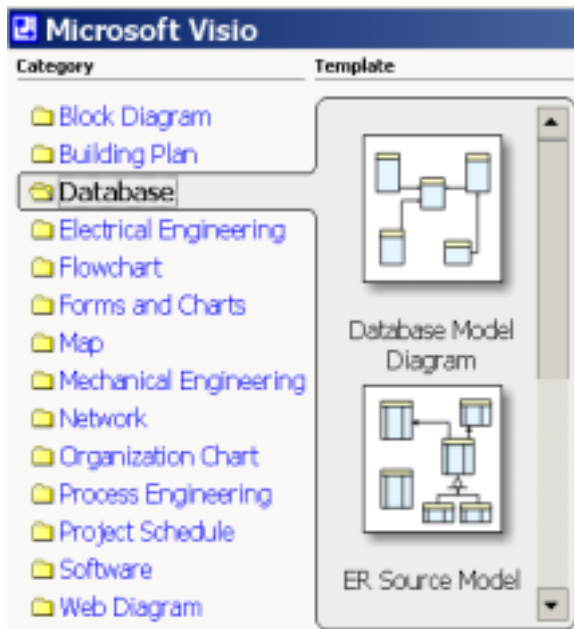 Microsoft Visio
Category
Template
Block Diagram
Building Plan
Database
Electrical Engineering
Flowchart
Forms and Charts
Map
Mechanical Engineering
Network
Organization Chart
Process Engineering
Project Schedule
Software
Web Diagram
Database Model
Diagram
ER Source Model